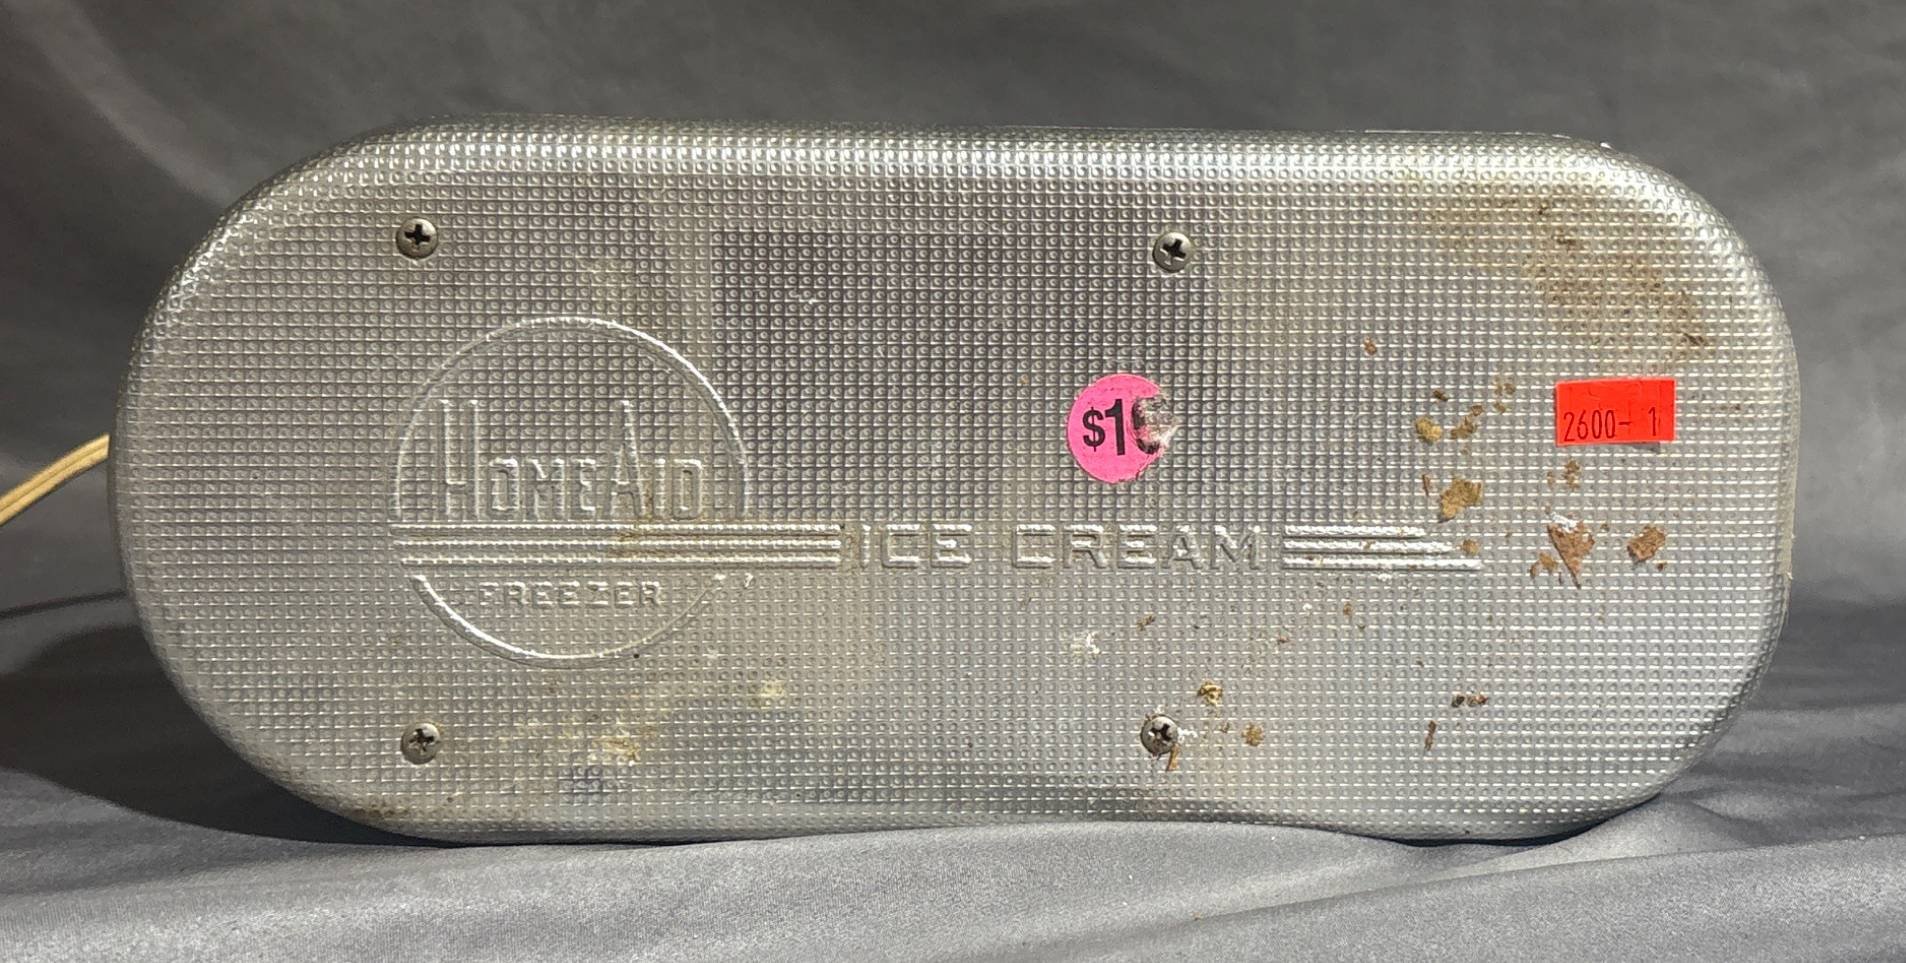 HOMEAID
ICE CREAM
FREEZER
2600- 1